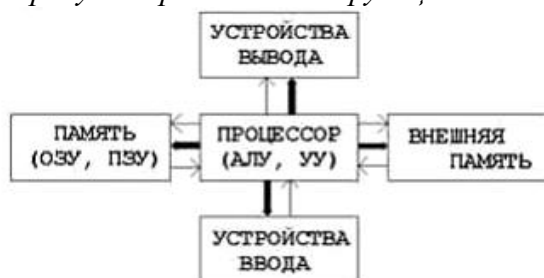 УСТРОЙСТВА
ВЫВОДА
ПАМЯТЬ
(ОЗУ, ПЗУ)
ПРОЦЕССОР
(АЛУ, УУ)
ВНЕШНЯЯ
ПАМЯТЬ
УСТРОЙСТВА
ВВОДА